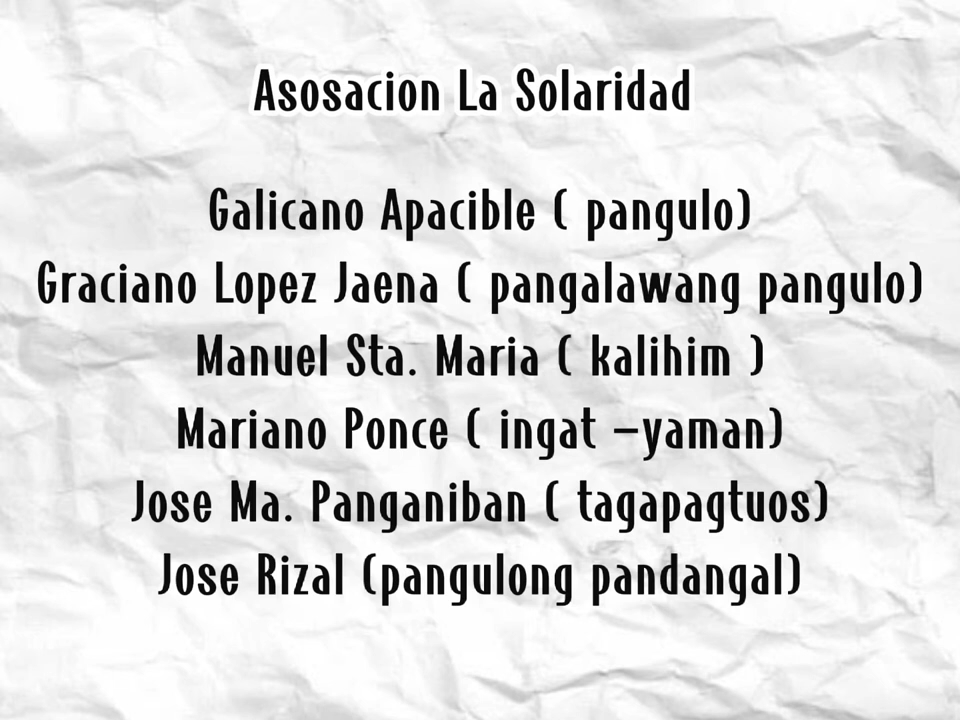 Asosacion La Solaridad
Galicano Apacible ( pangulo)
Graciano Lopez Jaena ( pangalawang pangulo)
Manuel Sta. Maria ( kalihim )
Mariano Ponce ( ingat –yaman)
Jose Ma. Panganiban ( tagapagtuos)
Jose Rizal (pangulong pandangal)